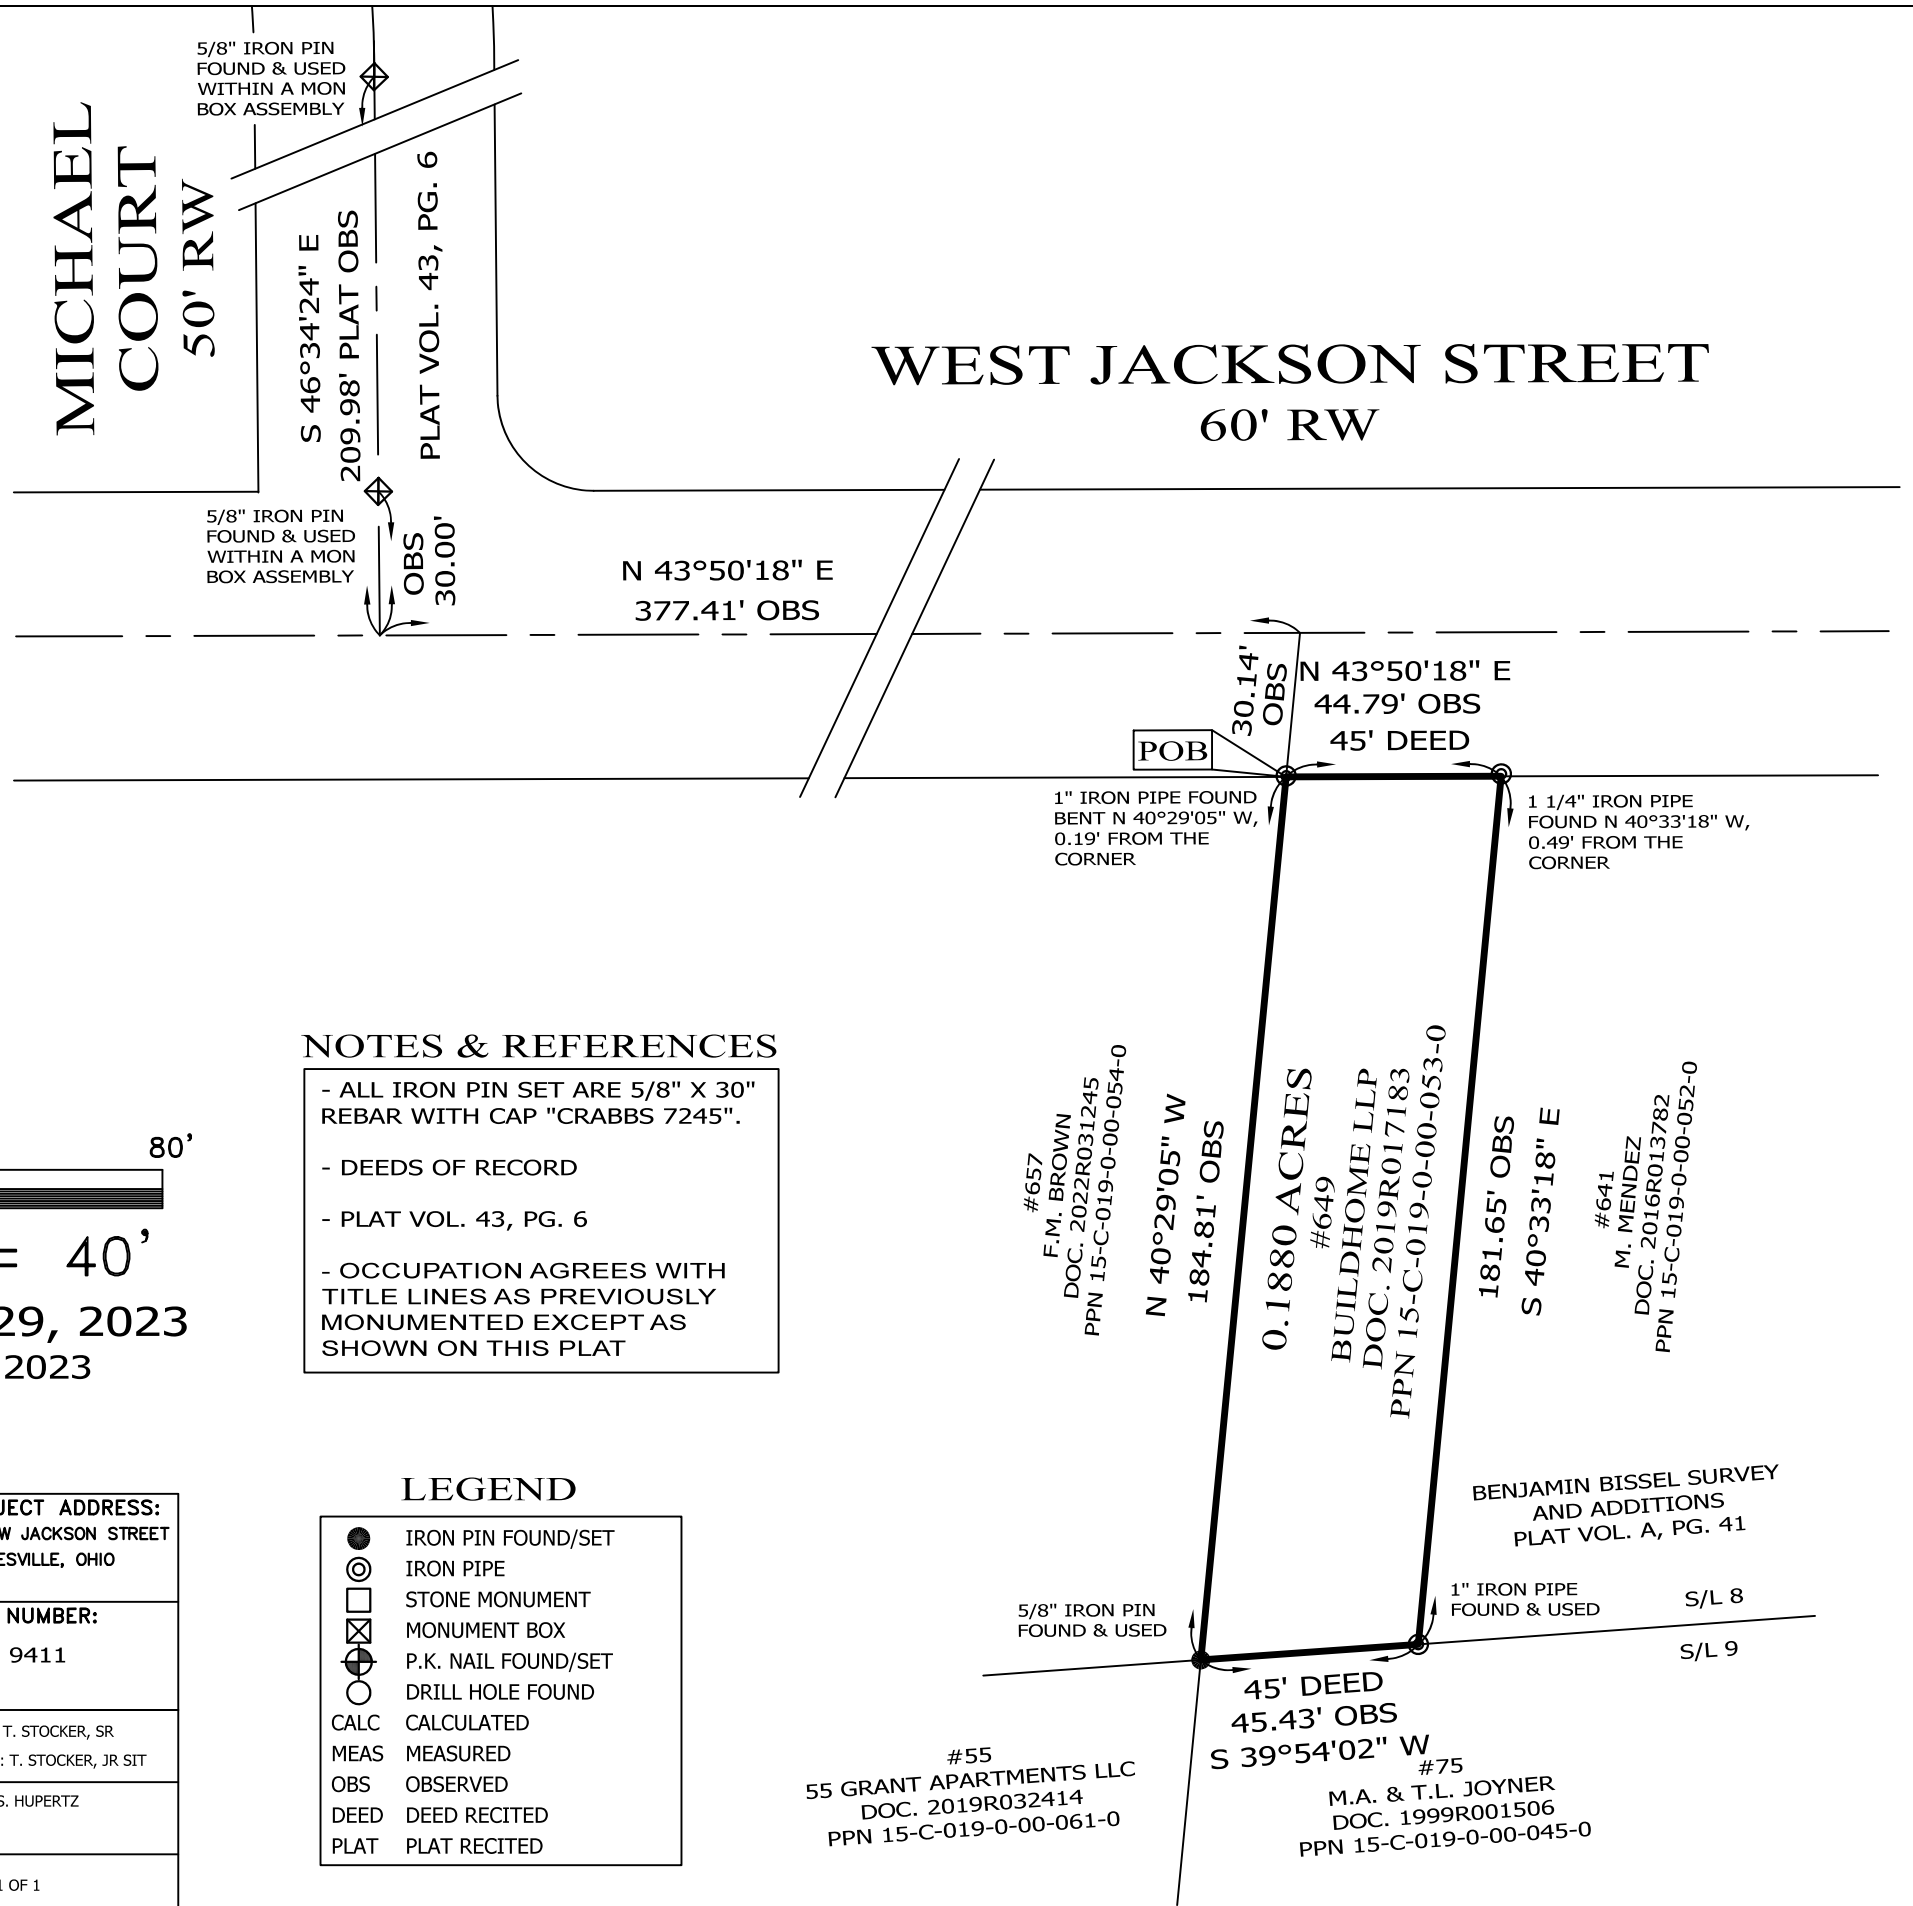 5/8" IRON PIN
FOUND & USED
WITHIN A MON
BOX ASSEMBLY
MICHAEL
COURT
50' RW
S 46°34'24" E
209.98' PLAT OBS
PLAT VOL. 43, PG. 6
WEST JACKSON STREET
60' RW
5/8" IRON PIN
FOUND & USED
WITHIN A MON
BOX ASSEMBLY
OBS
30.00'
N 43°50'18" E
377.41' OBS
30.14'
OBS
N 43°50'18" E
44.79' OBS
45' DEED
POB
1" IRON PIPE FOUND
BENT N 40°29'05" W,
0.19' FROM THE
CORNER
1 1/4" IRON PIPE
FOUND N 40°33'18" W,
0.49' FROM THE
CORNER
#657
F.M. BROWN
DOC. 2022R031245
PPN 15-C-019-0-00-054-0
N 40°29'05" W
184.81' OBS
0.1880 ACRES
#649
BUILDHOME LLP
DOC. 2019R017183
PPN 15-C-019-0-00-053-0
181.65' OBS
S 40°33'18" E
#641
M. MENDEZ
DOC. 2016R013782
PPN 15-C-019-0-00-052-0
BENJAMIN BISSEL SURVEY
AND ADDITIONS
PLAT VOL. A, PG. 41
1" IRON PIPE
FOUND & USED
S/L 8
S/L 9
5/8" IRON PIN
FOUND & USED
45' DEED
45.43' OBS
S 39°54'02" W
#55
55 GRANT APARTMENTS LLC
DOC. 2019R032414
PPN 15-C-019-0-00-061-0
#75
M.A. & T.L. JOYNER
DOC. 1999R001506
PPN 15-C-019-0-00-045-0
NOTES & REFERENCES
- ALL IRON PIN SET ARE 5/8" X 30"
REBAR WITH CAP "CRABBS 7245".
- DEEDS OF RECORD
- PLAT VOL. 43, PG. 6
- OCCUPATION AGREES WITH
TITLE LINES AS PREVIOUSLY
MONUMENTED EXCEPT AS
SHOWN ON THIS PLAT
LEGEND
IRON PIN FOUND/SET
IRON PIPE
STONE MONUMENT
MONUMENT BOX
P.K. NAIL FOUND/SET
DRILL HOLE FOUND
CALC CALCULATED
MEAS MEASURED
OBS OBSERVED
DEED DEED RECITED
PLAT PLAT RECITED
80'
= 40'
29, 2023
2023
JECT ADDRESS:
W JACKSON STREET
ESVILLE, OHIO
NUMBER:
9411
T. STOCKER, SR
: T. STOCKER, JR SIT
S. HUPERTZ
1 OF 1